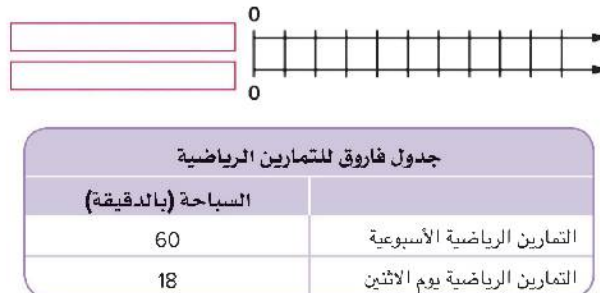 0
0
جدول فاروق للتمارين الرياضية
السباحة (بالدقيقة)
التمارين الرياضية الأسبوعية 60
التمارين الرياضية يوم الاثنين 18